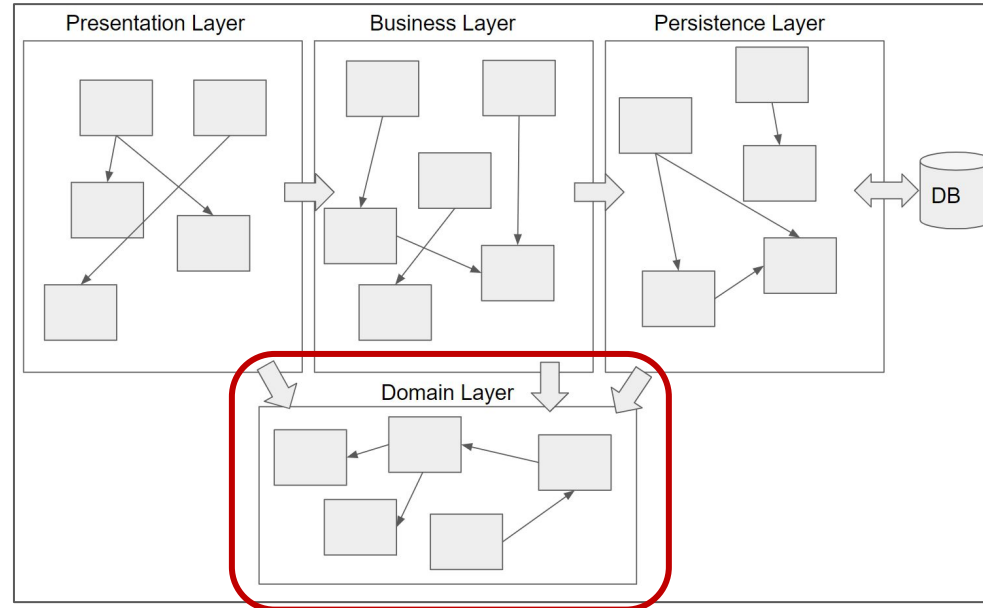 Presentation Layer
Business Layer
Persistence Layer
DB
Domain Layer